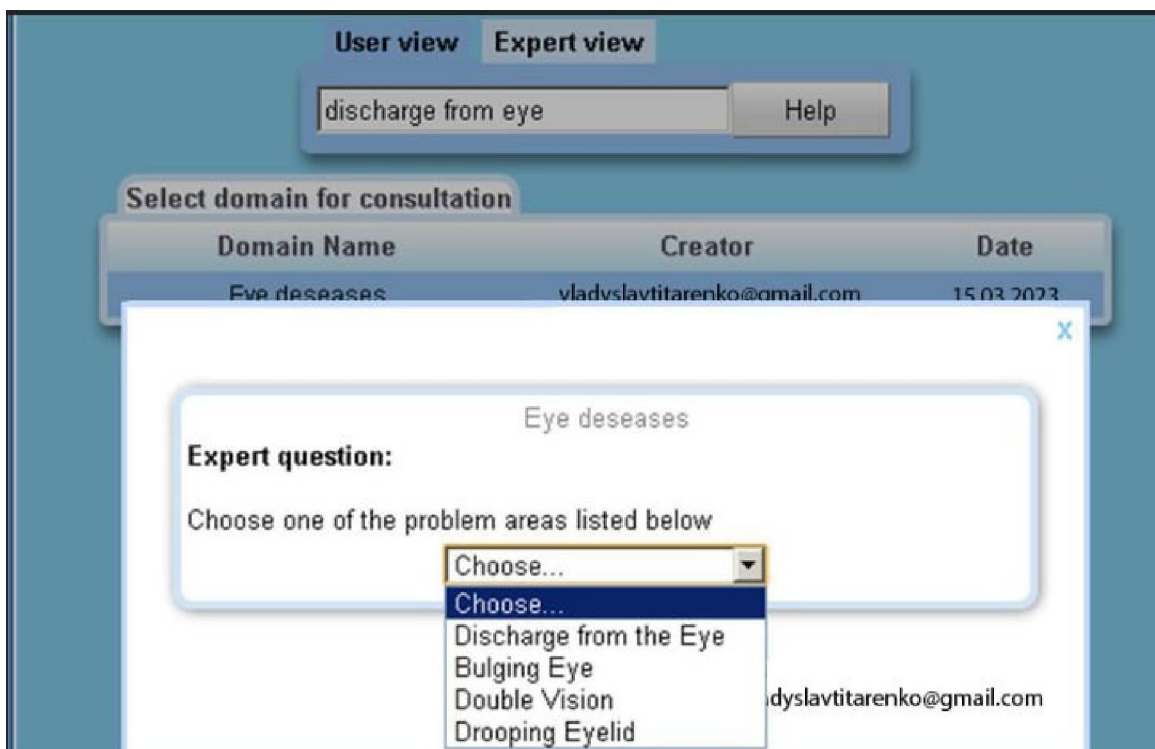 User view Expert view
discharge from eye Help
Select domain for consultation
Domain Name Creator Date
Eye deseases vladyslavtitarenko@gmail.com 15.03.2023
x
Eye deseases
Expert question:
Choose one of the problem areas listed below
Choose...
Choose...
Discharge from the Eye
Bulging Eye
Double Vision
dyslavtitarenko@gmail.com
Drooping Eyelid